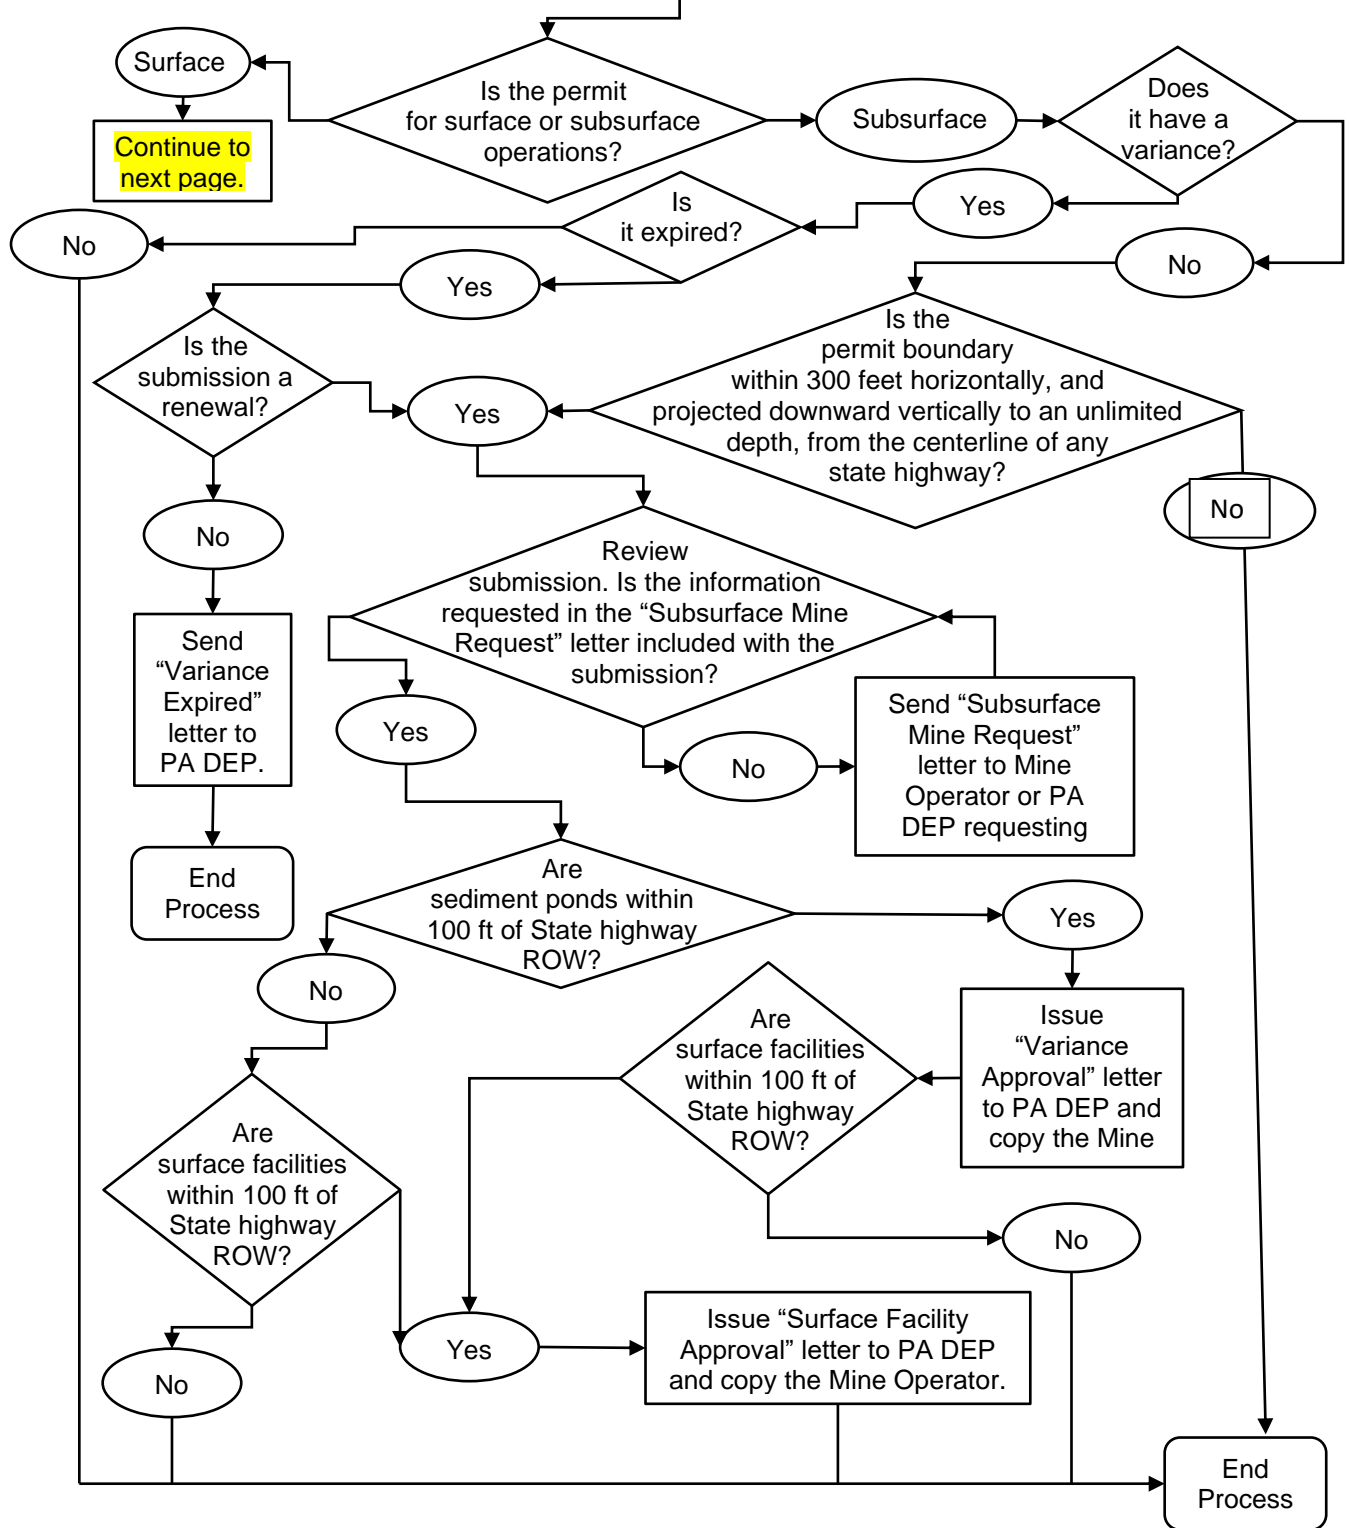 Surface
Is the permit
for surface or subsurface
operations?
Subsurface
Does
it have a
variance?
Continue to
next page.
Is
it expired?
Yes
No
No
Yes
Is the
submission a
renewal?
Yes
Is the
permit boundary
within 300 feet horizontally, and
projected downward vertically to an unlimited
depth, from the centerline of any
state highway?
No
No
Review
submission. Is the information
requested in the “Subsurface Mine
Request” letter included with the
submission?
Send
“Variance
Expired”
letter to
PA DEP.
Yes
No
Send “Subsurface
Mine Request”
letter to Mine
Operator or PA
DEP requesting
End
Process
Are
sediment ponds within
100 ft of State highway
ROW?
Yes
No
Are
surface facilities
within 100 ft of
State highway
ROW?
Issue
“Variance
Approval” letter
to PA DEP and
copy the Mine
Are
surface facilities
within 100 ft of
State highway
ROW?
No
Yes
Issue “Surface Facility
Approval” letter to PA DEP
and copy the Mine Operator.
No
End
Process